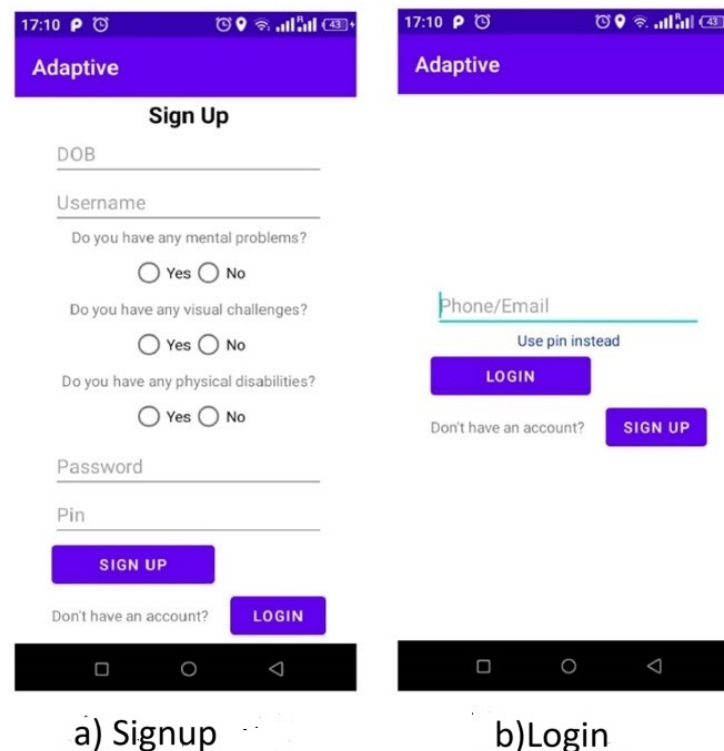 17:10
43
Adaptive
Sign Up
DOB
Username
Do you have any mental problems?
Yes No
Do you have any visual challenges?
Yes No
Do you have any physical disabilities?
Yes No
Password
Pin
SIGN UP
Don't have an account? LOGIN
a) Signup
17:10
43
Adaptive
Phone/Email
Use pin instead
LOGIN
Don't have an account? SIGN UP
b)Login